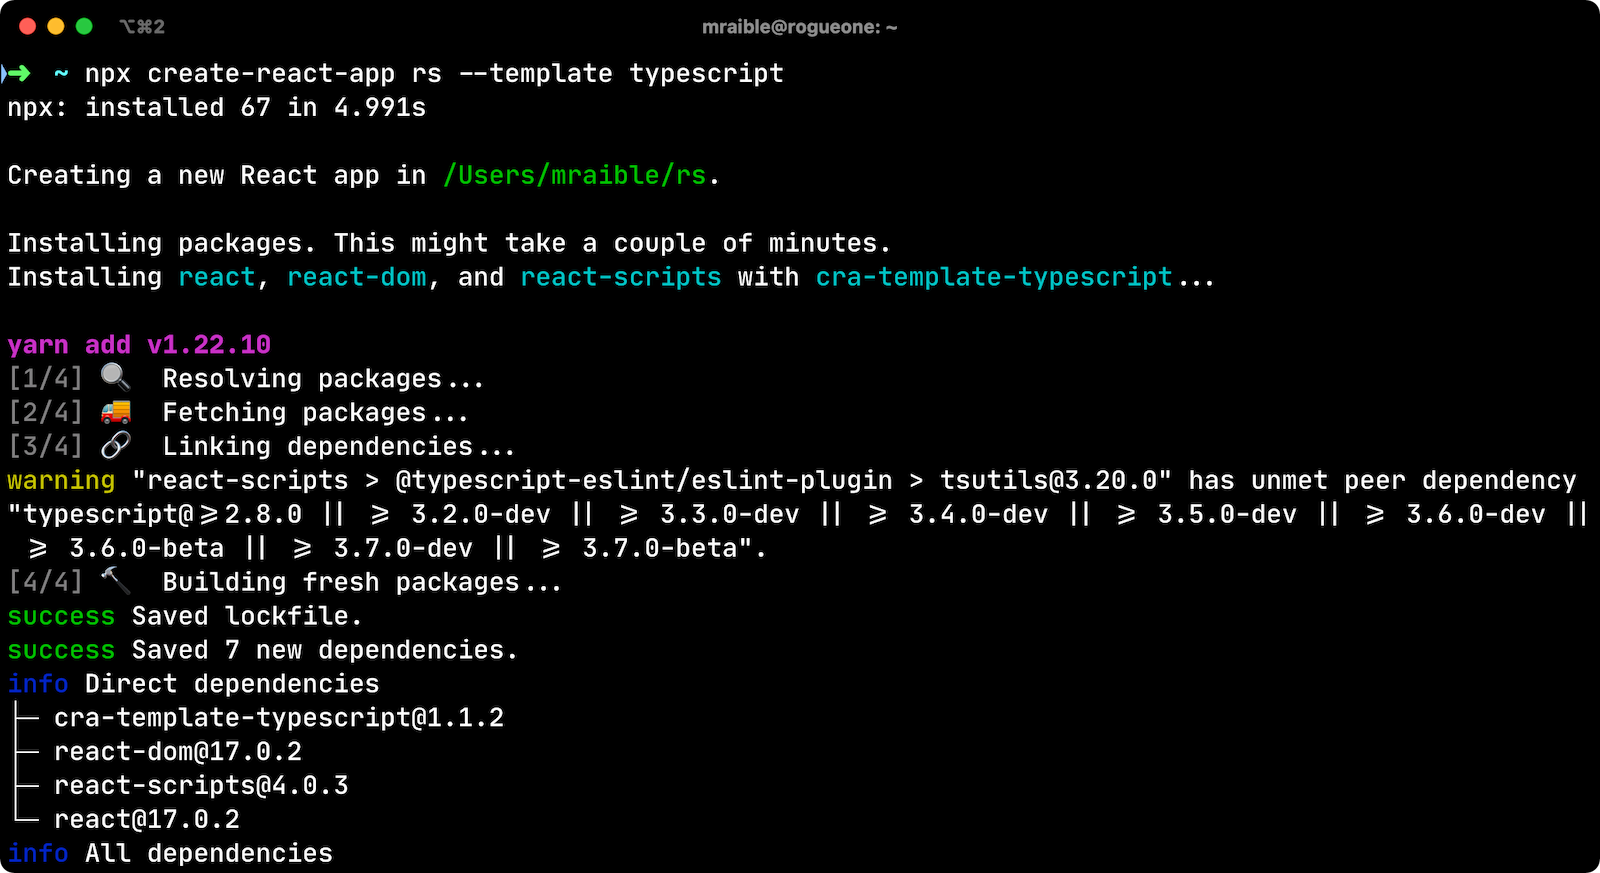 ⌥⌘2
mraible@rogueone: ~
➜ ~ npx create-react-app rs --template typescript
npx: installed 67 in 4.991s
Creating a new React app in /Users/mraible/rs.
Installing packages. This might take a couple of minutes.
Installing react, react-dom, and react-scripts with cra-template-typescript...
yarn add v1.22.10
[1/4] 🔍 Resolving packages...
[2/4] 🚚 Fetching packages...
[3/4] 🔗 Linking dependencies...
warning "react-scripts > @typescript-eslint/eslint-plugin > tsutils@3.20.0" has unmet peer dependency
"typescript@>=2.8.0 || >= 3.2.0-dev || >= 3.3.0-dev || >= 3.4.0-dev || >= 3.5.0-dev || >= 3.6.0-dev ||
>= 3.6.0-beta || >= 3.7.0-dev || >= 3.7.0-beta".
[4/4] 🔨 Building fresh packages...
success Saved lockfile.
success Saved 7 new dependencies.
info Direct dependencies
├─ cra-template-typescript@1.1.2
├─ react-dom@17.0.2
├─ react-scripts@4.0.3
└─ react@17.0.2
info All dependencies